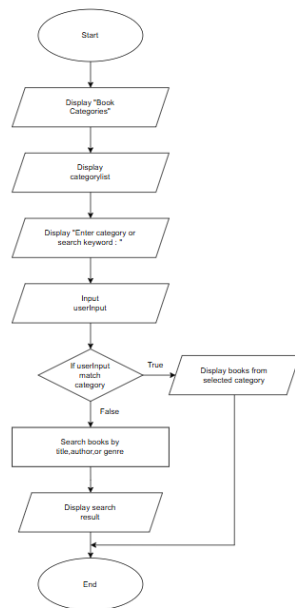 Start
Display "Book
Categories"
Display
categorylist
Display "Enter category or
search keyword : "
Input
userInput
If userInput
match
category
True
Display books from
selected category
False
Search books by
title,author,or genre
Display search
result
End